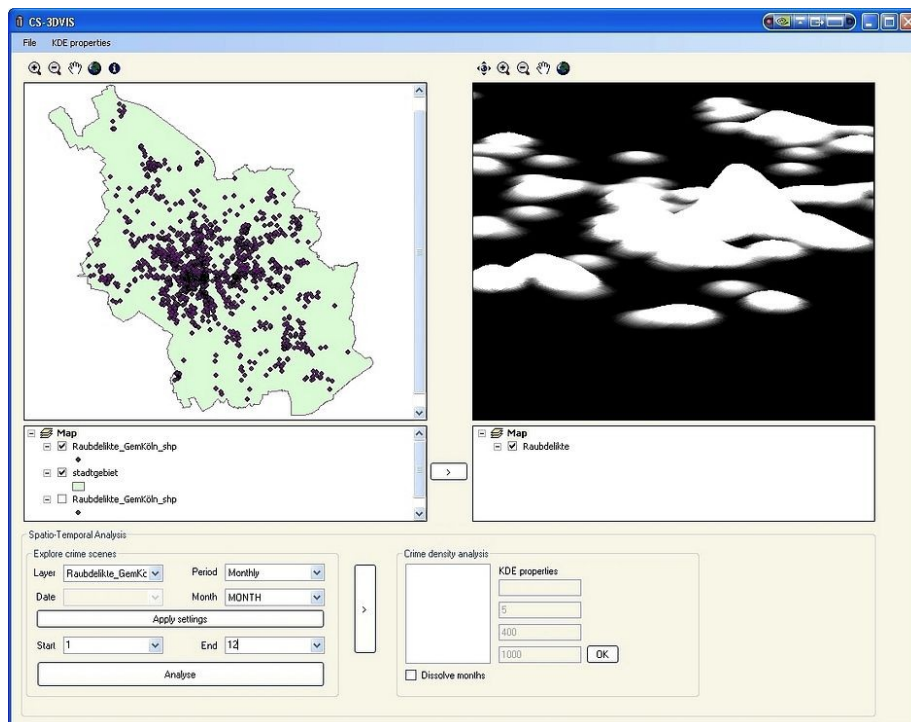 CS-3DVIS
File KDE properties
Map
Raubdelikte_GemKöln_shp
stadtgebiet
Raubdelikte_GemKöln_shp
>
Map
Raubdelikte
Spatio-Temporal Analysis
Explore crime scenes
Layer Raubdelikte_GemKc Period Monthly
Date Month MONTH
Apply settings
Start 1 End 12
Analyse
>
Crime density analysis
KDE properties
5
400
1000 OK
Dissolve months